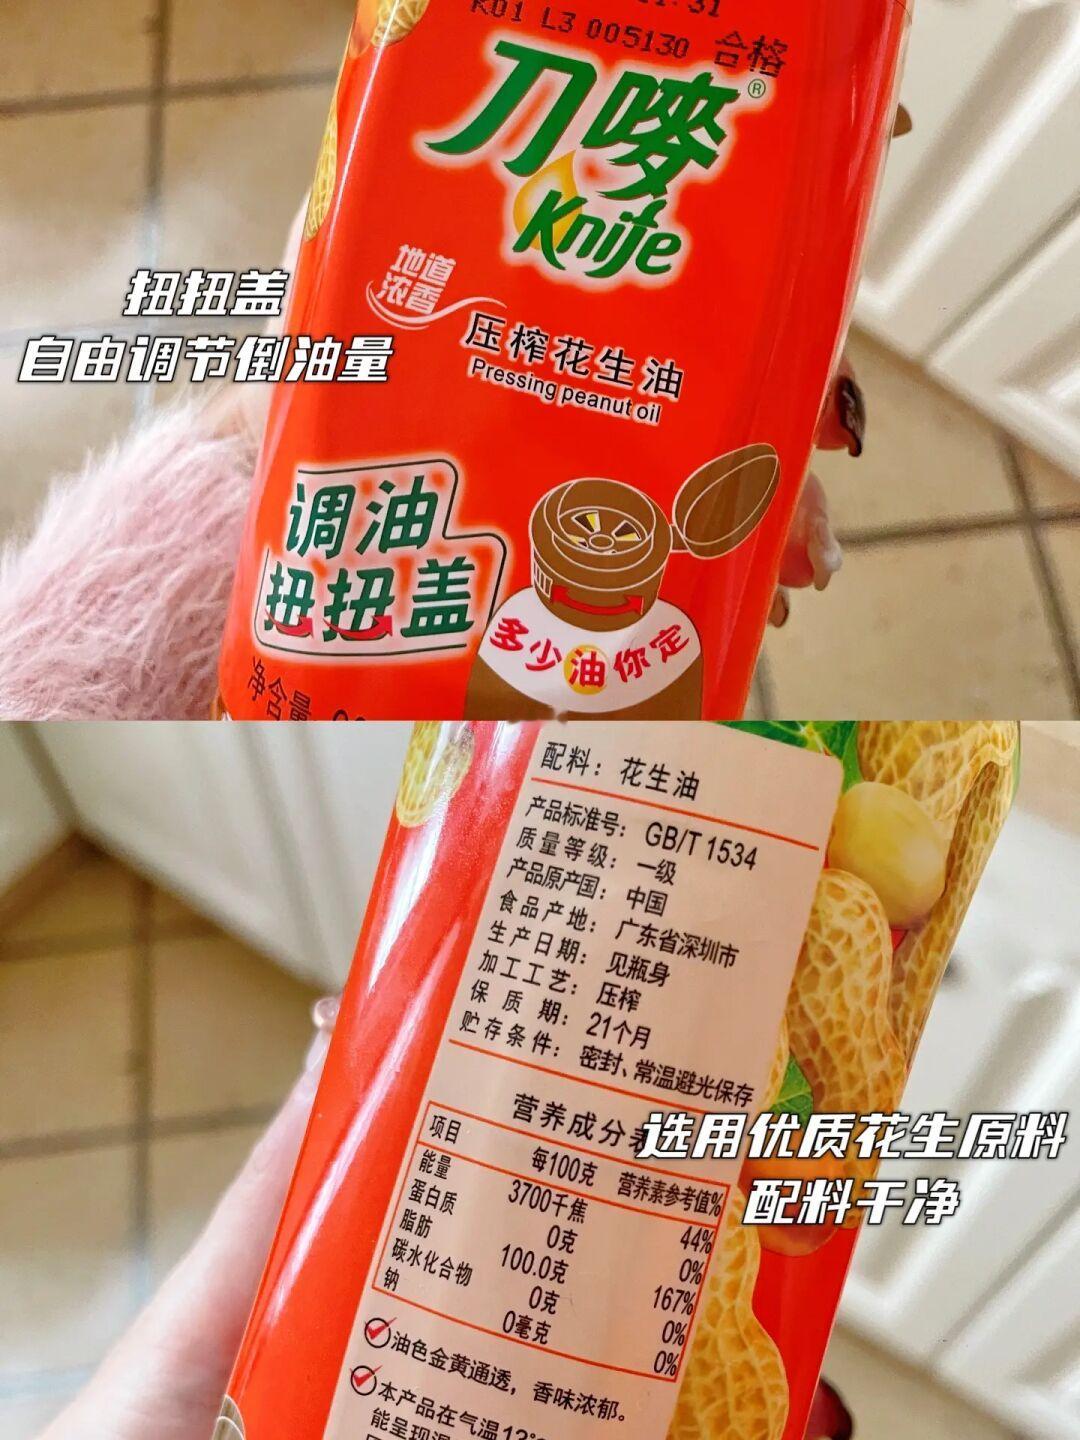 K01 L3 005130 合格
刀嘜®
Knife
地道
浓香
压榨花生油
Pressing peanut oil
扭扭盖
自由调节倒油量
调油
扭扭盖
多少油你定
净含量
配料：花生油
产品标准号：GB/T 1534
质量等级：一级
产品原产国：中国
食品产地：广东省深圳市
生产日期：见瓶身
加工工艺：压榨
保质期：21个月
贮存条件：密封、常温避光保存
营养成分表
项目 每100克 营养素参考值%
能量 3700千焦 44%
蛋白质 0克 0%
脂肪 100.0克 167%
碳水化合物 0克 0%
钠 0毫克 0%
选用优质花生原料
配料干净
油色金黄通透，香味浓郁。
本产品在气温12°
能呈现